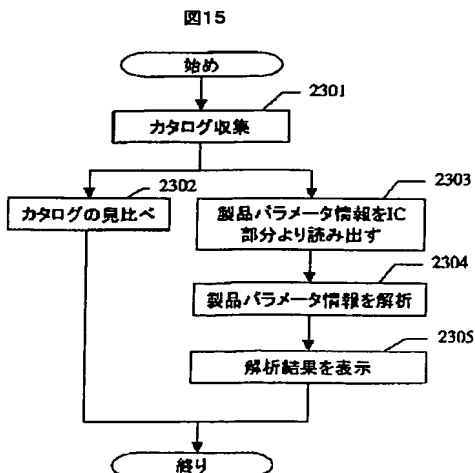 図15
始め
2301
カタログ収集
2302
カタログの見比べ
2303
製品パラメータ情報をIC
部分より読み出す
2304
製品パラメータ情報を解析
2305
解析結果を表示
終り